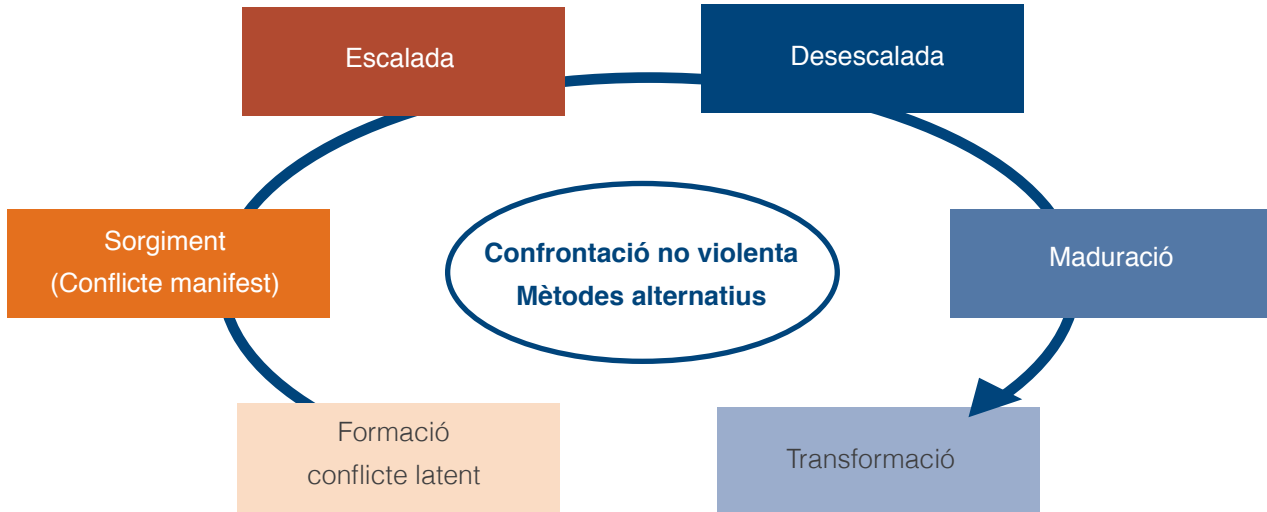 Escalada
Desescalada
Sorgiment
(Conflicte manifest)
Confrontació no violenta
Mètodes alternatius
Maduració
Formació
conflicte latent
Transformació